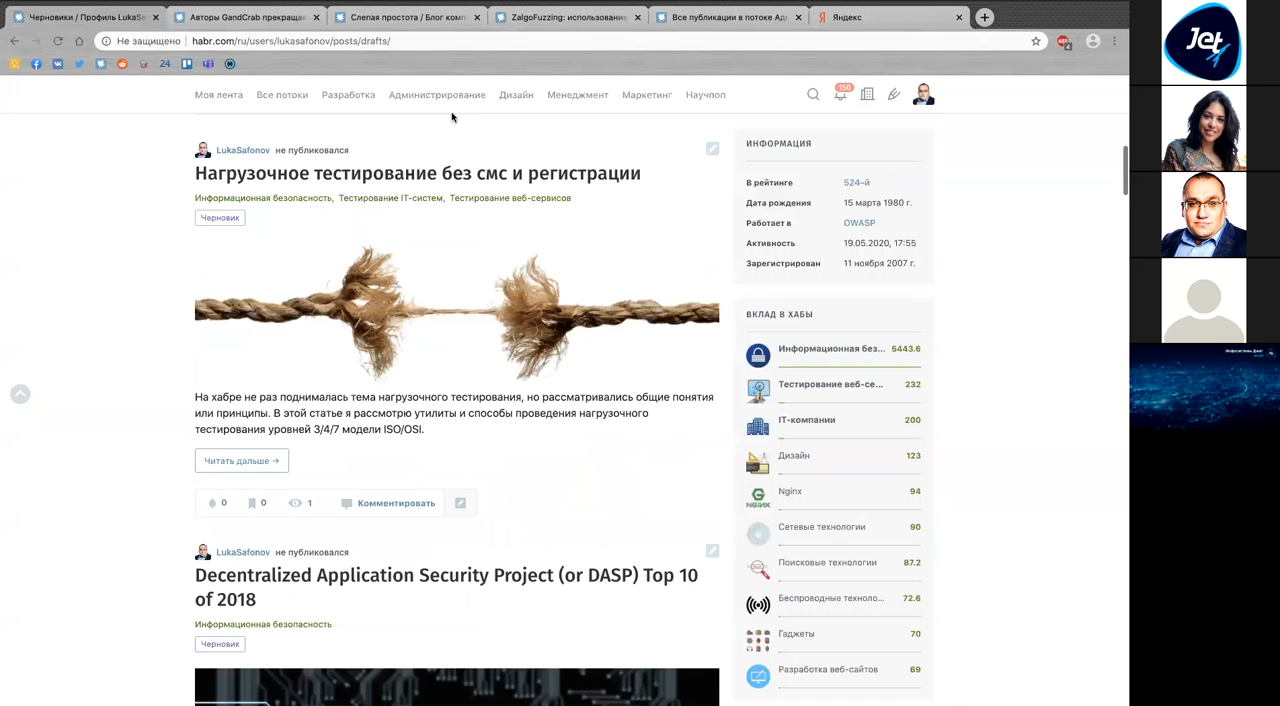 Черновики / Профиль LukaSa
Авторы GandCrab прекраща
Слепая простота / Блог комп
ZalgoFuzzing: использование
Все публикации в потоке Ад
Яндекс
Не защищено
habr.com/ru/users/lukasafonov/posts/drafts/
24
Моя лента
Все потоки
Разработка
Администрирование
Дизайн
Менеджмент
Маркетинг
Научпоп
150
LukaSafonov не публиковался
Нагрузочное тестирование без смс и регистрации
Информационная безопасность, Тестирование IT-систем, Тестирование веб-сервисов
Черновик
На хабре не раз поднималась тема нагрузочного тестирования, но рассматривались общие понятия
или принципы. В этой статье я рассмотрю утилиты и способы проведения нагрузочного
тестирования уровней 3/4/7 модели ISO/OSI.
Читать дальше →
0
0
1
Комментировать
LukaSafonov не публиковался
Decentralized Application Security Project (or DASP) Top 10
of 2018
Информационная безопасность
Черновик
ИНФОРМАЦИЯ
В рейтинге 524-й
Дата рождения 15 марта 1980 г.
Работает в OWASP
Активность 19.05.2020, 17:55
Зарегистрирован 11 ноября 2007 г.
ВКЛАД В ХАБЫ
Информационная без... 5443.6
Тестирование веб-се... 232
IT-компании 200
Дизайн 123
NGINX
Nginx 94
Сетевые технологии 90
Поисковые технологии 87.2
Беспроводные техноло... 72.6
Гаджеты 70
Разработка веб-сайтов 69
Jet